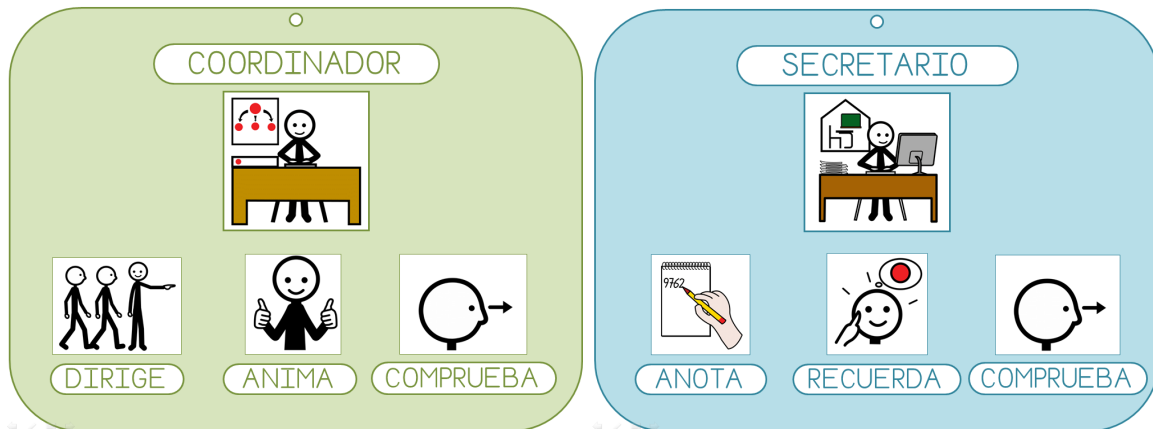 COORDINADOR
DIRIGE
ANIMA
COMPRUEBA
SECRETARIO
9762
ANOTA
RECUERDA
COMPRUEBA